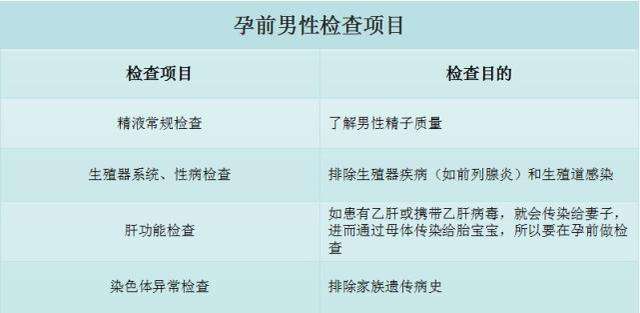 孕前男性检查项目
检查项目 检查目的
精液常规检查 了解男性精子质量
生殖器系统、性病检查 排除生殖器疾病（如前列腺炎）和生殖道感染
肝功能检查 如患有乙肝或携带乙肝病毒，就会传染给妻子，
进而通过母体传染给胎宝宝，所以要在孕前做检
查
染色体异常检查 排除家族遗传病史